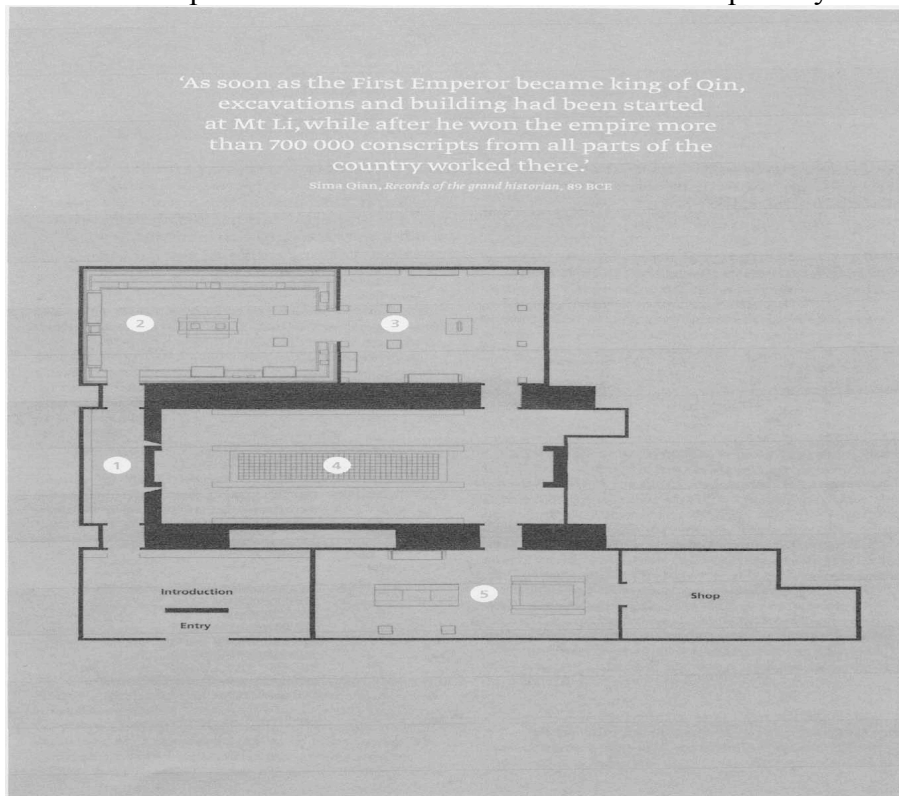 'As soon as the First Emperor became king of Qin,
excavations and building had been started
at Mt Li, while after he won the empire more
than 700 000 conscripts from all parts of the
country worked there.'
Sima Qian, Records of the grand historian, 89 BCE
2
3
1
4
Introduction
Entry
5
Shop